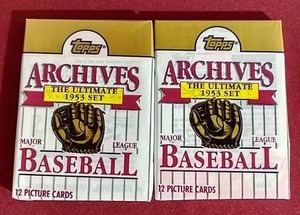 Topps
ARCHIVES
THE ULTIMATE
1953 SET
MAJOR LEAGUE
BASEBALL
12 PICTURE CARDS
Topps
ARCHIVES
THE ULTIMATE
1953 SET
MAJOR LEAGUE
BASEBALL
12 PICTURE CARDS